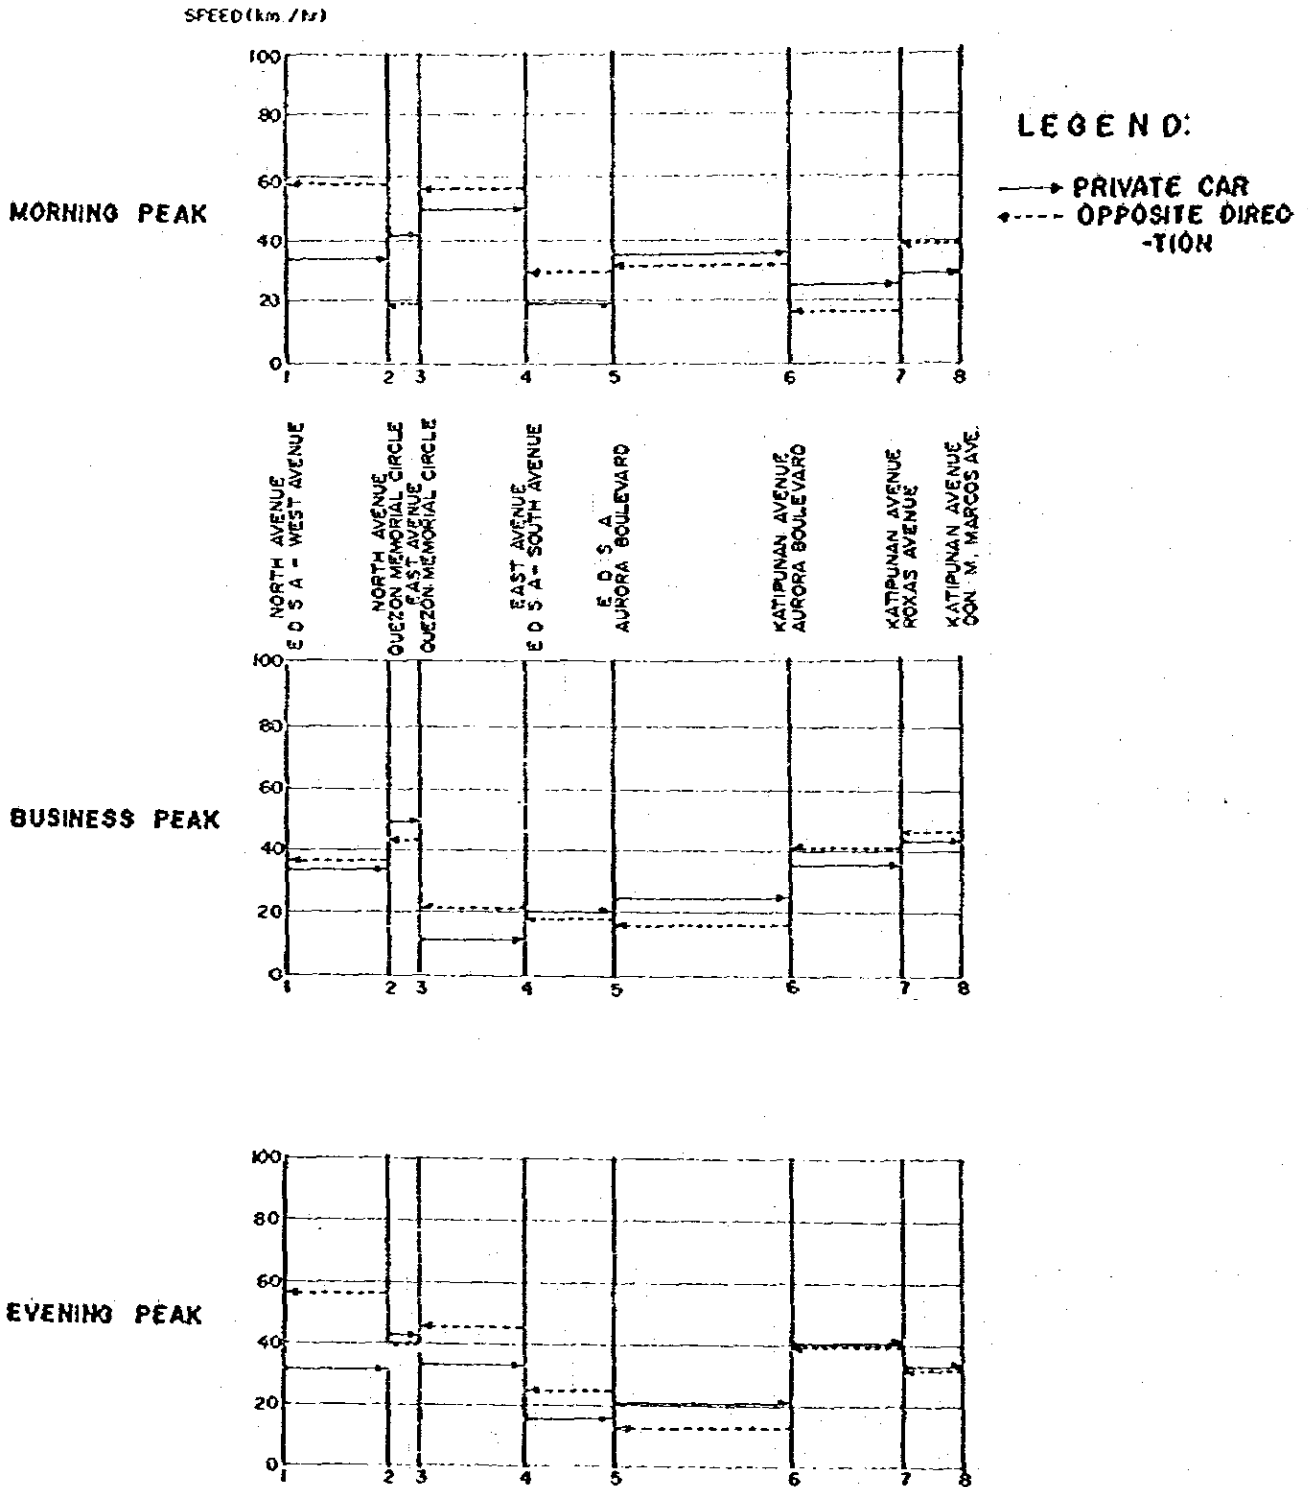 SPEED (km./hr)
100
80
60
40
20
0
1 2 3 4 5 6 7 8
MORNING PEAK
LEGEND:
PRIVATE CAR
OPPOSITE DIREC
-TION
NORTH AVENUE
E D S A - WEST AVENUE
NORTH AVENUE
QUEZON MEMORIAL CIRCLE
EAST AVENUE
QUEZON MEMORIAL CIRCLE
EAST AVENUE
E D S A - SOUTH AVENUE
E D S A
AURORA BOULEVARD
KATIPUNAN AVENUE
AURORA BOULEVARD
KATIPUNAN AVENUE
ROXAS AVENUE
KATIPUNAN AVENUE
DON. M. MARCOS AVE.
100
80
60
40
20
0
1 2 3 4 5 6 7 8
BUSINESS PEAK
100
80
60
40
20
0
1 2 3 4 5 6 7 8
EVENING PEAK